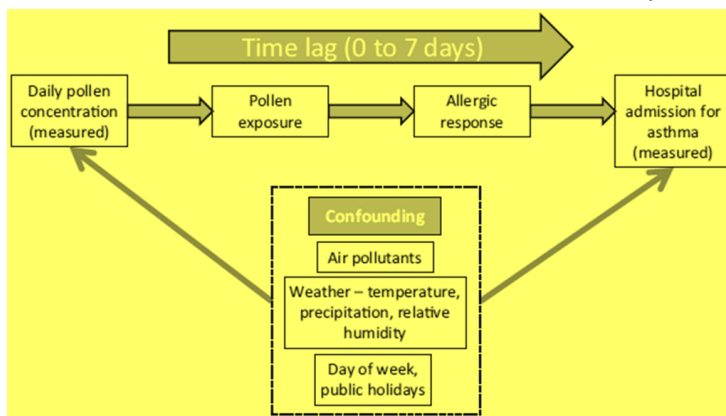 Time lag (0 to 7 days)
Daily pollen
concentration
(measured)
Pollen
exposure
Allergic
response
Hospital
admission for
asthma
(measured)
Confounding
Air pollutants
Weather – temperature,
precipitation, relative
humidity
Day of week,
public holidays